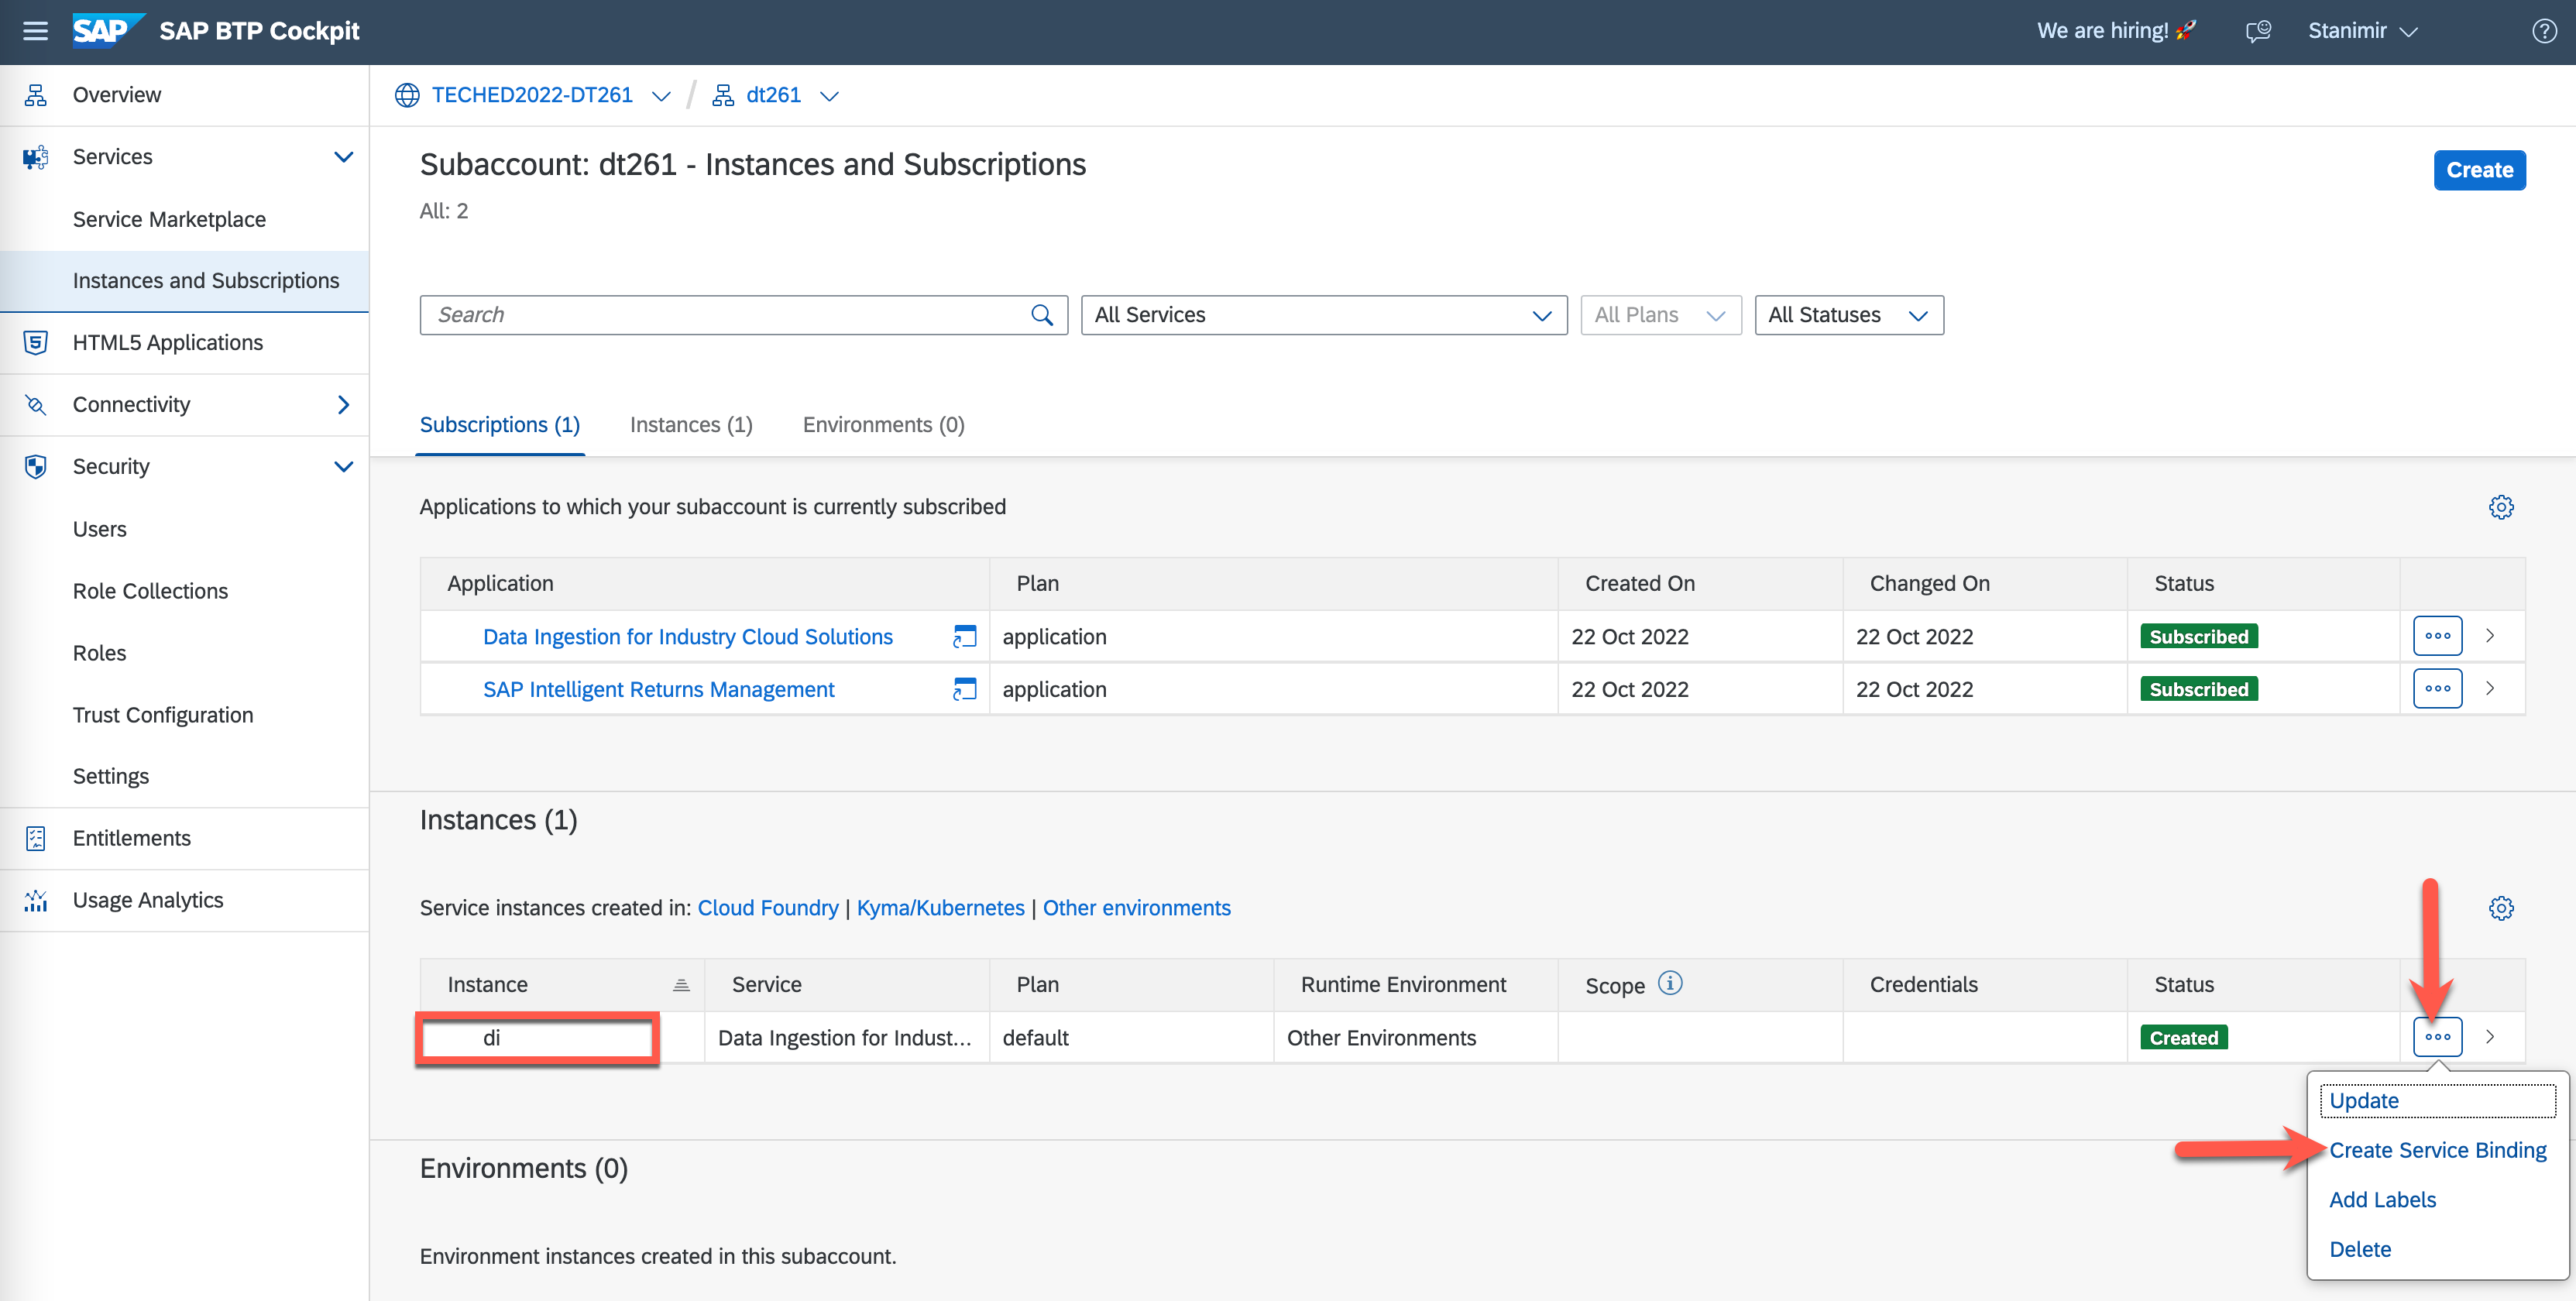 SAP SAP BTP Cockpit We are hiring! 🚀 Stanimir
Overview
Services
Service Marketplace
Instances and Subscriptions
HTML5 Applications
Connectivity
Security
Users
Role Collections
Roles
Trust Configuration
Settings
Entitlements
Usage Analytics
TECHED2022-DT261 / dt261
Subaccount: dt261 - Instances and Subscriptions Create
All: 2
Search All Services All Plans All Statuses
Subscriptions (1) Instances (1) Environments (0)
Applications to which your subaccount is currently subscribed
Application Plan Created On Changed On Status
Data Ingestion for Industry Cloud Solutions application 22 Oct 2022 22 Oct 2022 Subscribed
SAP Intelligent Returns Management application 22 Oct 2022 22 Oct 2022 Subscribed
Instances (1)
Service instances created in: Cloud Foundry | Kyma/Kubernetes | Other environments
Instance Service Plan Runtime Environment Scope Credentials Status
di Data Ingestion for Indust... default Other Environments Created
Update
Create Service Binding
Add Labels
Delete
Environments (0)
Environment instances created in this subaccount.